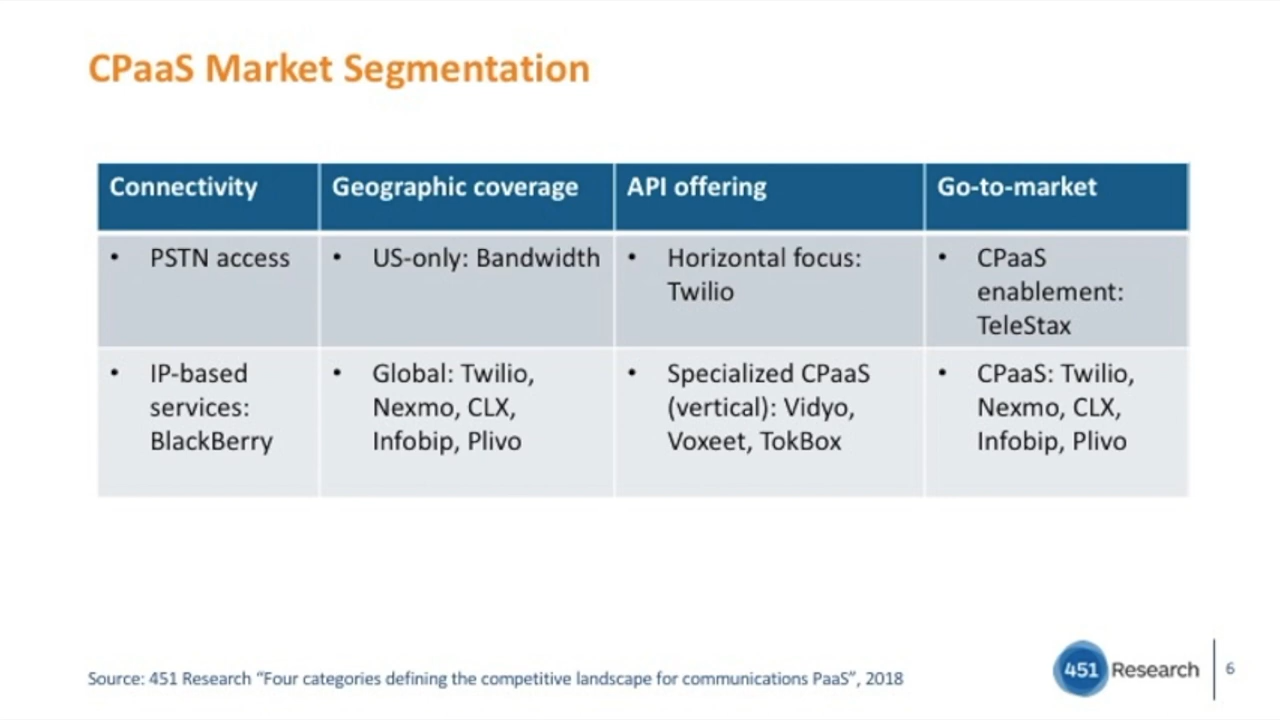 CPaaS Market Segmentation
Connectivity
Geographic coverage
API offering
Go-to-market
• PSTN access
• US-only: Bandwidth
• Horizontal focus:
Twilio
• CPaaS
enablement:
TeleStax
• IP-based
services:
BlackBerry
• Global: Twilio,
Nexmo, CLX,
Infobip, Plivo
• Specialized CPaaS
(vertical): Vidyo,
Voxeet, TokBox
• CPaaS: Twilio,
Nexmo, CLX,
Infobip, Plivo
Source: 451 Research “Four categories defining the competitive landscape for communications PaaS”, 2018
451 Research
6